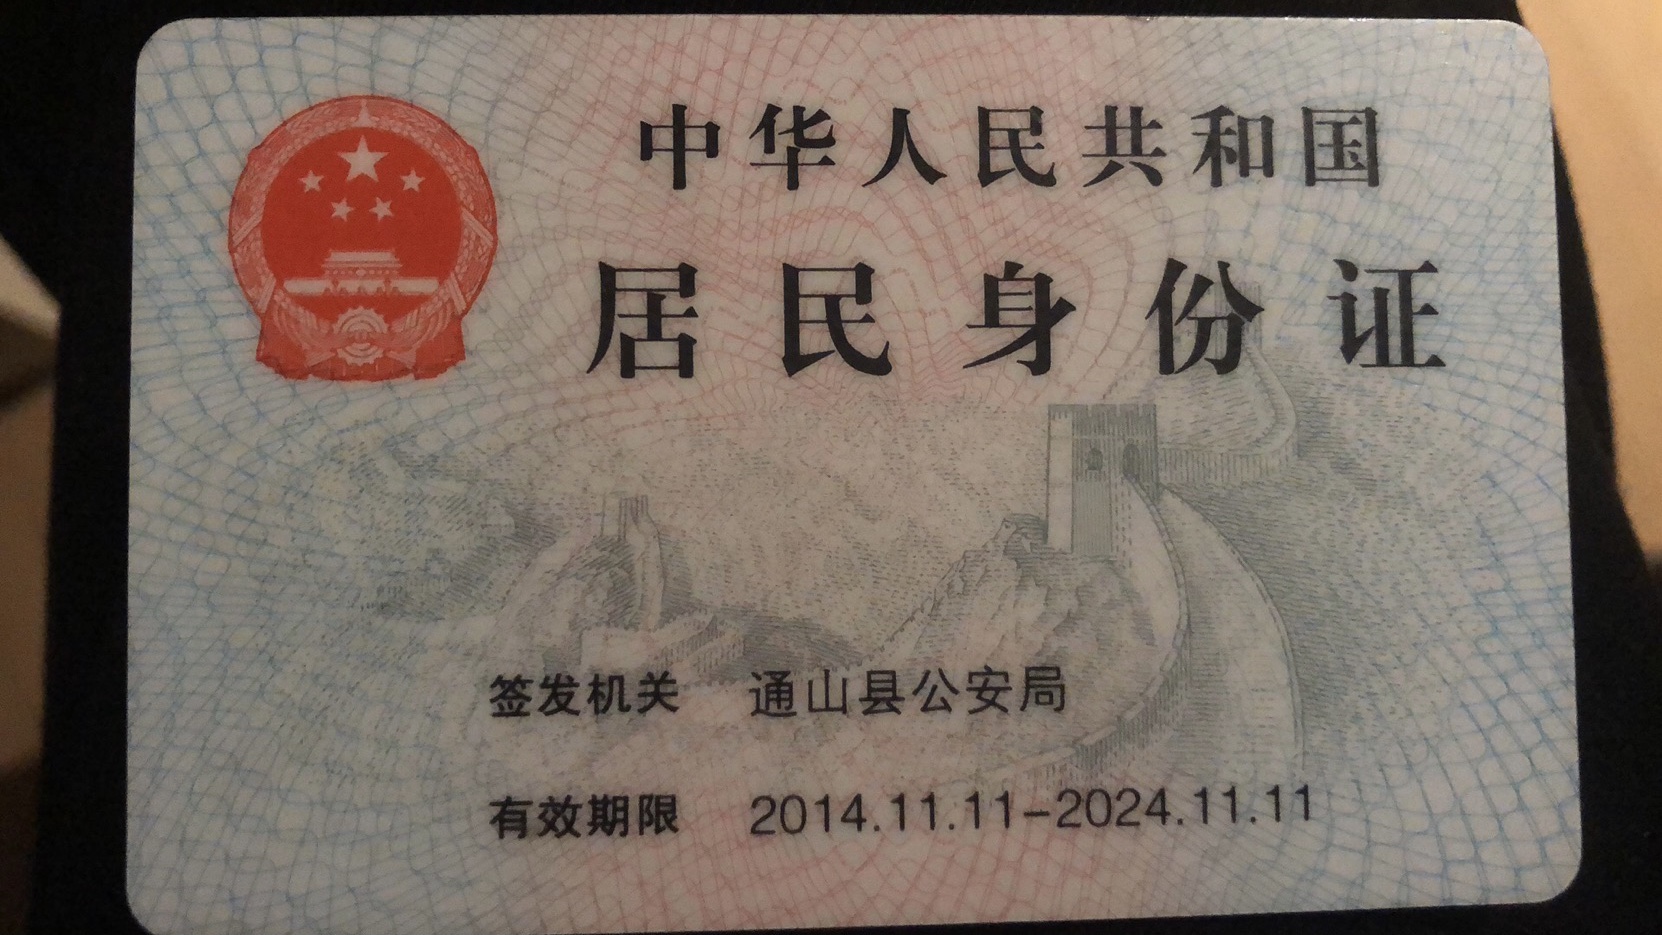 中华人民共和国
居民身份证
签发机关 通山县公安局
有效期限 2014.11.11-2024.11.11